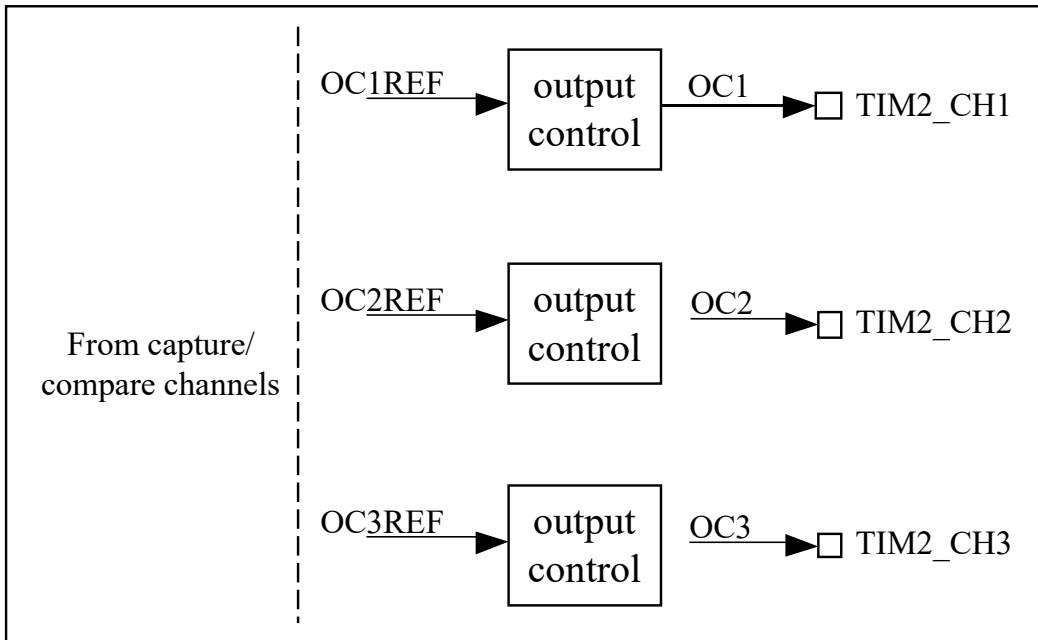 OC1REF
output
control
OC1
TIM2_CH1
OC2REF
output
control
OC2
TIM2_CH2
From capture/
compare channels
OC3REF
output
control
OC3
TIM2_CH3